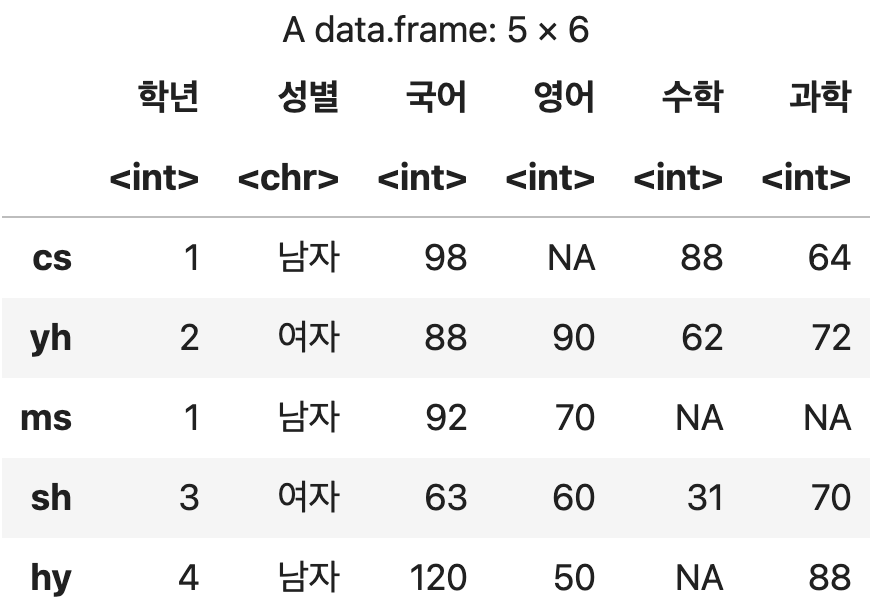 A data.frame: 5 × 6
학년 성별 국어 영어 수학 과학
<int> <chr> <int> <int> <int> <int>
cs 1 남자 98 NA 88 64
yh 2 여자 88 90 62 72
ms 1 남자 92 70 NA NA
sh 3 여자 63 60 31 70
hy 4 남자 120 50 NA 88